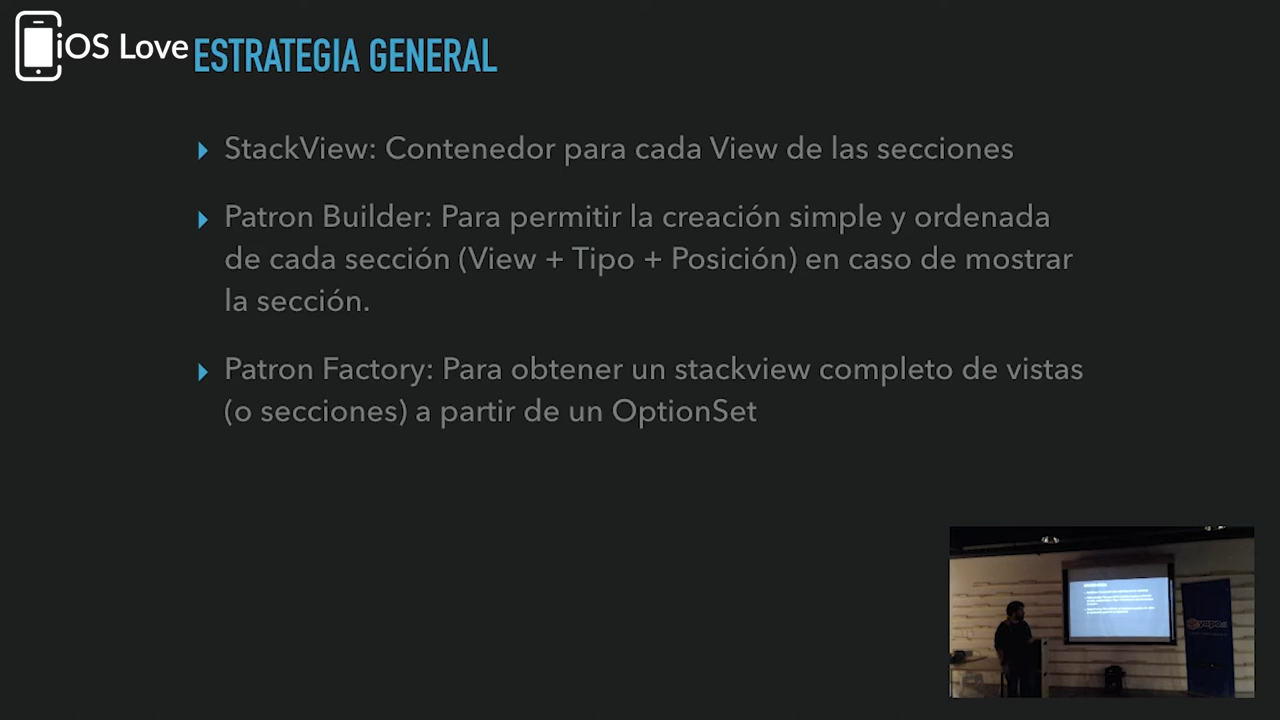 iOS Love
ESTRATEGIA GENERAL
StackView: Contenedor para cada View de las secciones
Patron Builder: Para permitir la creación simple y ordenada
de cada sección (View + Tipo + Posición) en caso de mostrar
la sección.
Patron Factory: Para obtener un stackview completo de vistas
(o secciones) a partir de un OptionSet
yapo